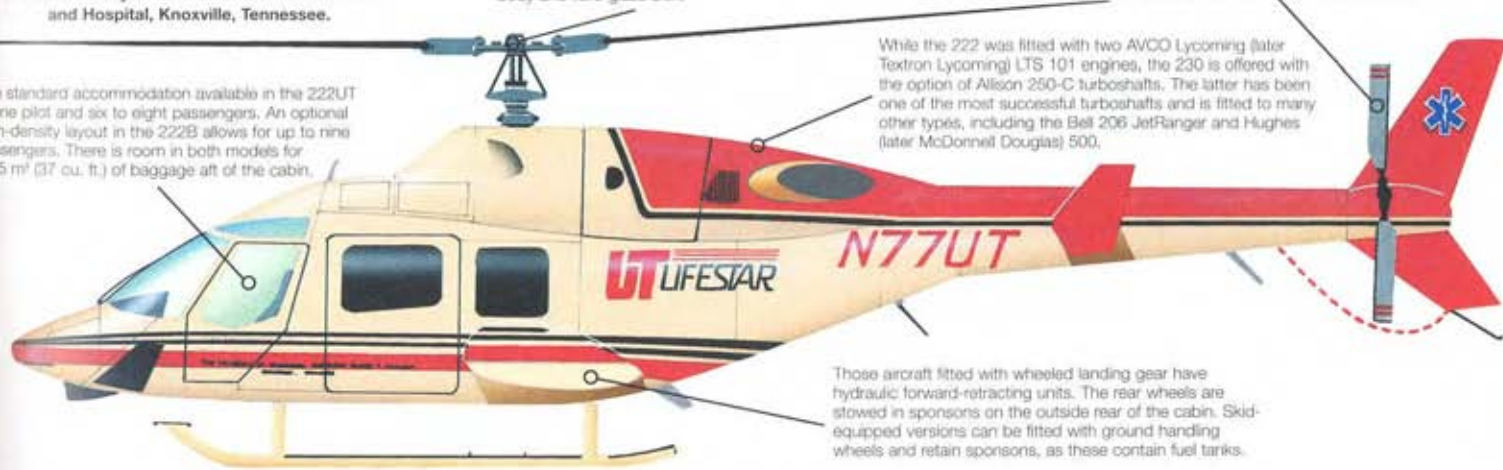 and Hospital, Knoxville, Tennessee.
While the 222 was fitted with two AVCO Lycoming (later
Textron Lycoming) LTS 101 engines, the 230 is offered with
the option of Allison 250-C turboshafts. The latter has been
one of the most successful turboshafts and is fitted to many
other types, including the Bell 206 JetRanger and Hughes
(later McDonnell Douglas) 500.
standard accommodation available in the 222UT
ne pilot and six to eight passengers. An optional
h-density layout in the 222B allows for up to nine
sengers. There is room in both models for
5 m³ (37 cu. ft.) of baggage aft of the cabin.
UT LIFESTAR
N77UT
Those aircraft fitted with wheeled landing gear have
hydraulic forward-retracting units. The rear wheels are
stowed in sponsons on the outside rear of the cabin. Skid-
equipped versions can be fitted with ground handling
wheels and retain sponsons, as these contain fuel tanks.